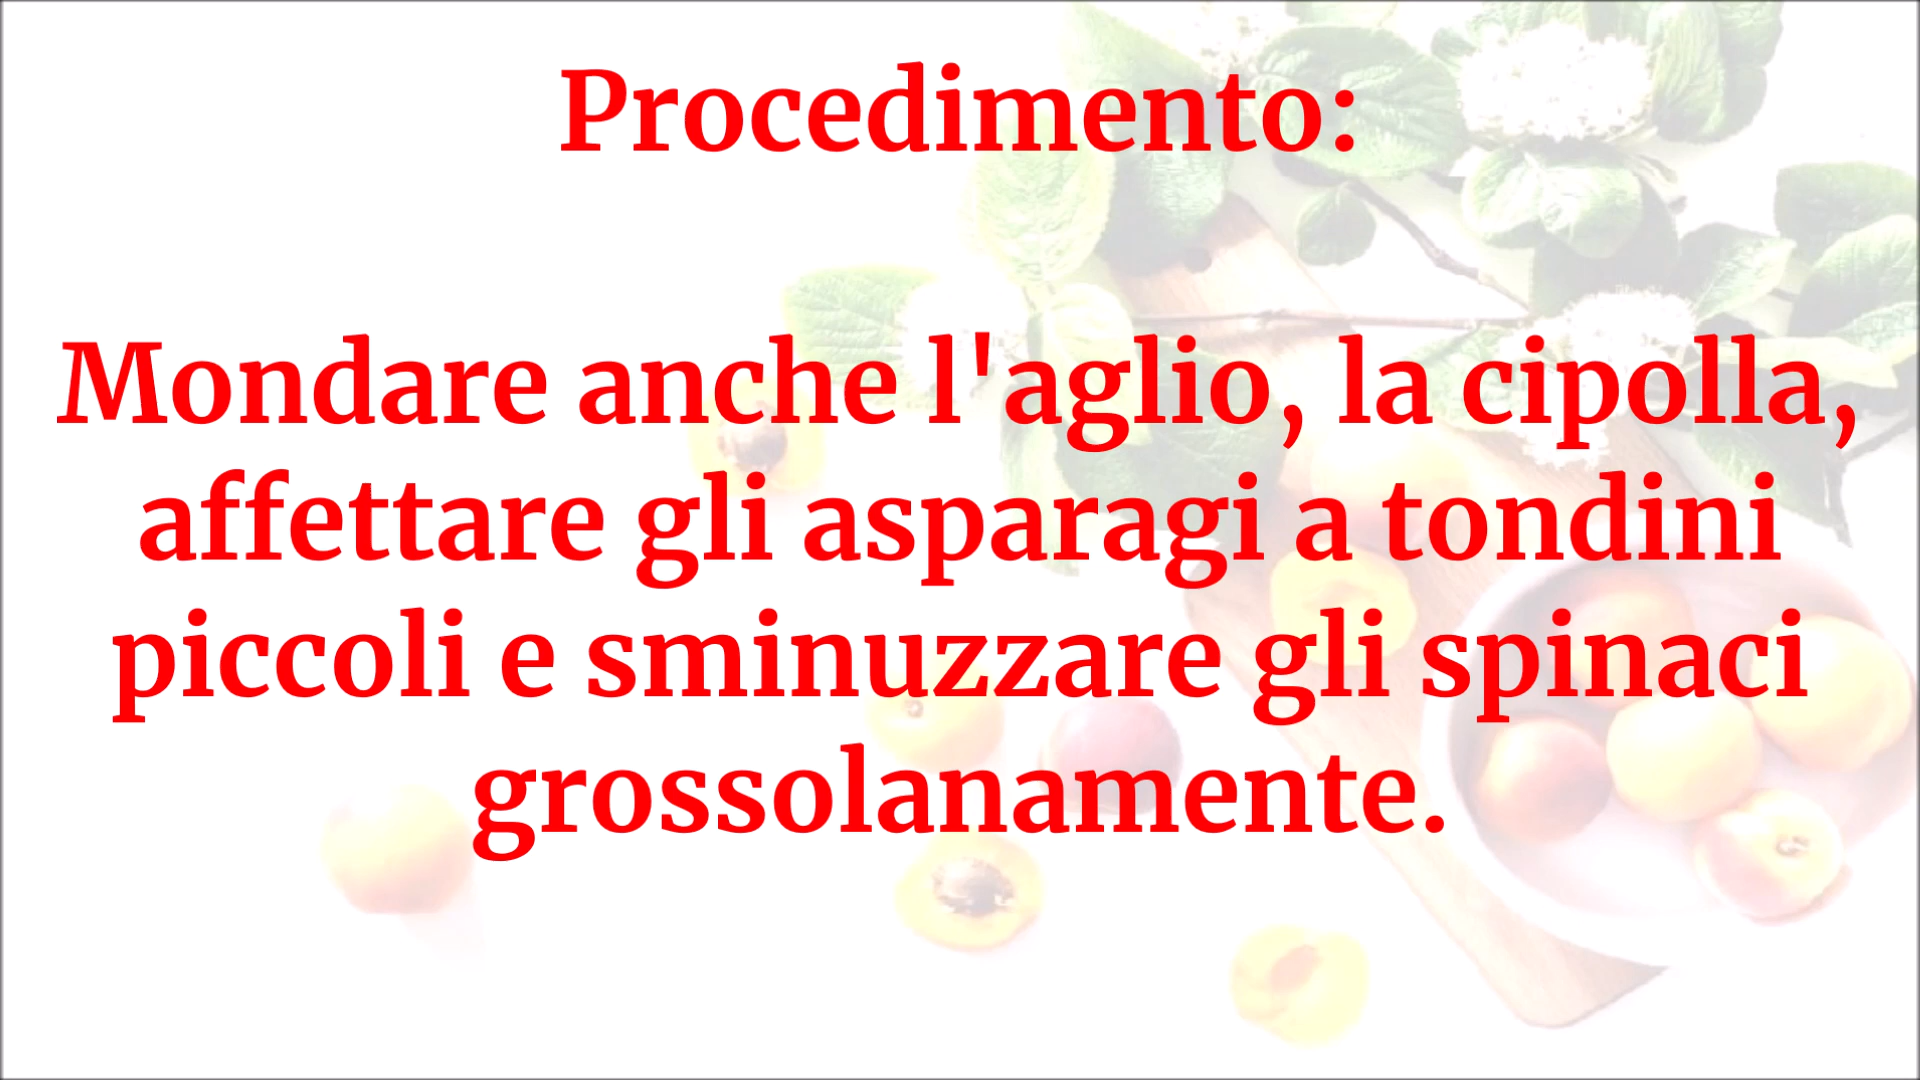 Procedimento:
Mondare anche l'aglio, la cipolla,
affettare gli asparagi a tondini
piccoli e sminuzzare gli spinaci
grossolanamente.